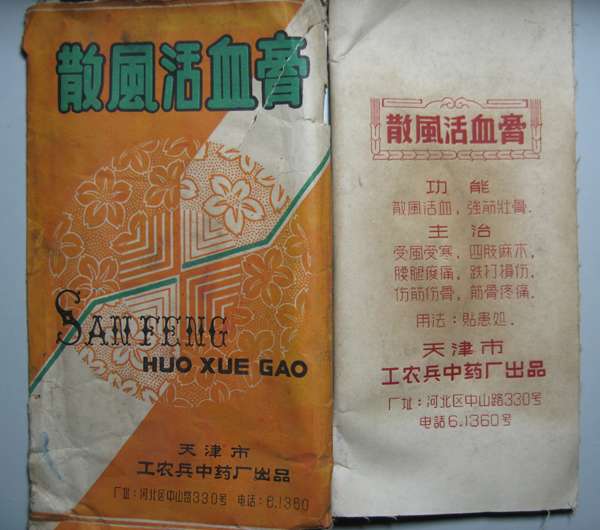 散風活血膏
SANFENG
HUO XUE GAO
天津市
工农兵中药厂出品
厂址:河北区中山路330号 电话:6.1360
散風活血膏
功能
散風活血,強筋壯骨.
主治
受風受寒,四肢麻木,
腰腿痠痛,跌打損伤,
伤筋伤骨,筋骨疼痛.
用法:貼患処.
天津市
工农兵中药厂出品
厂址:河北区中山路330号
电話6.1360号